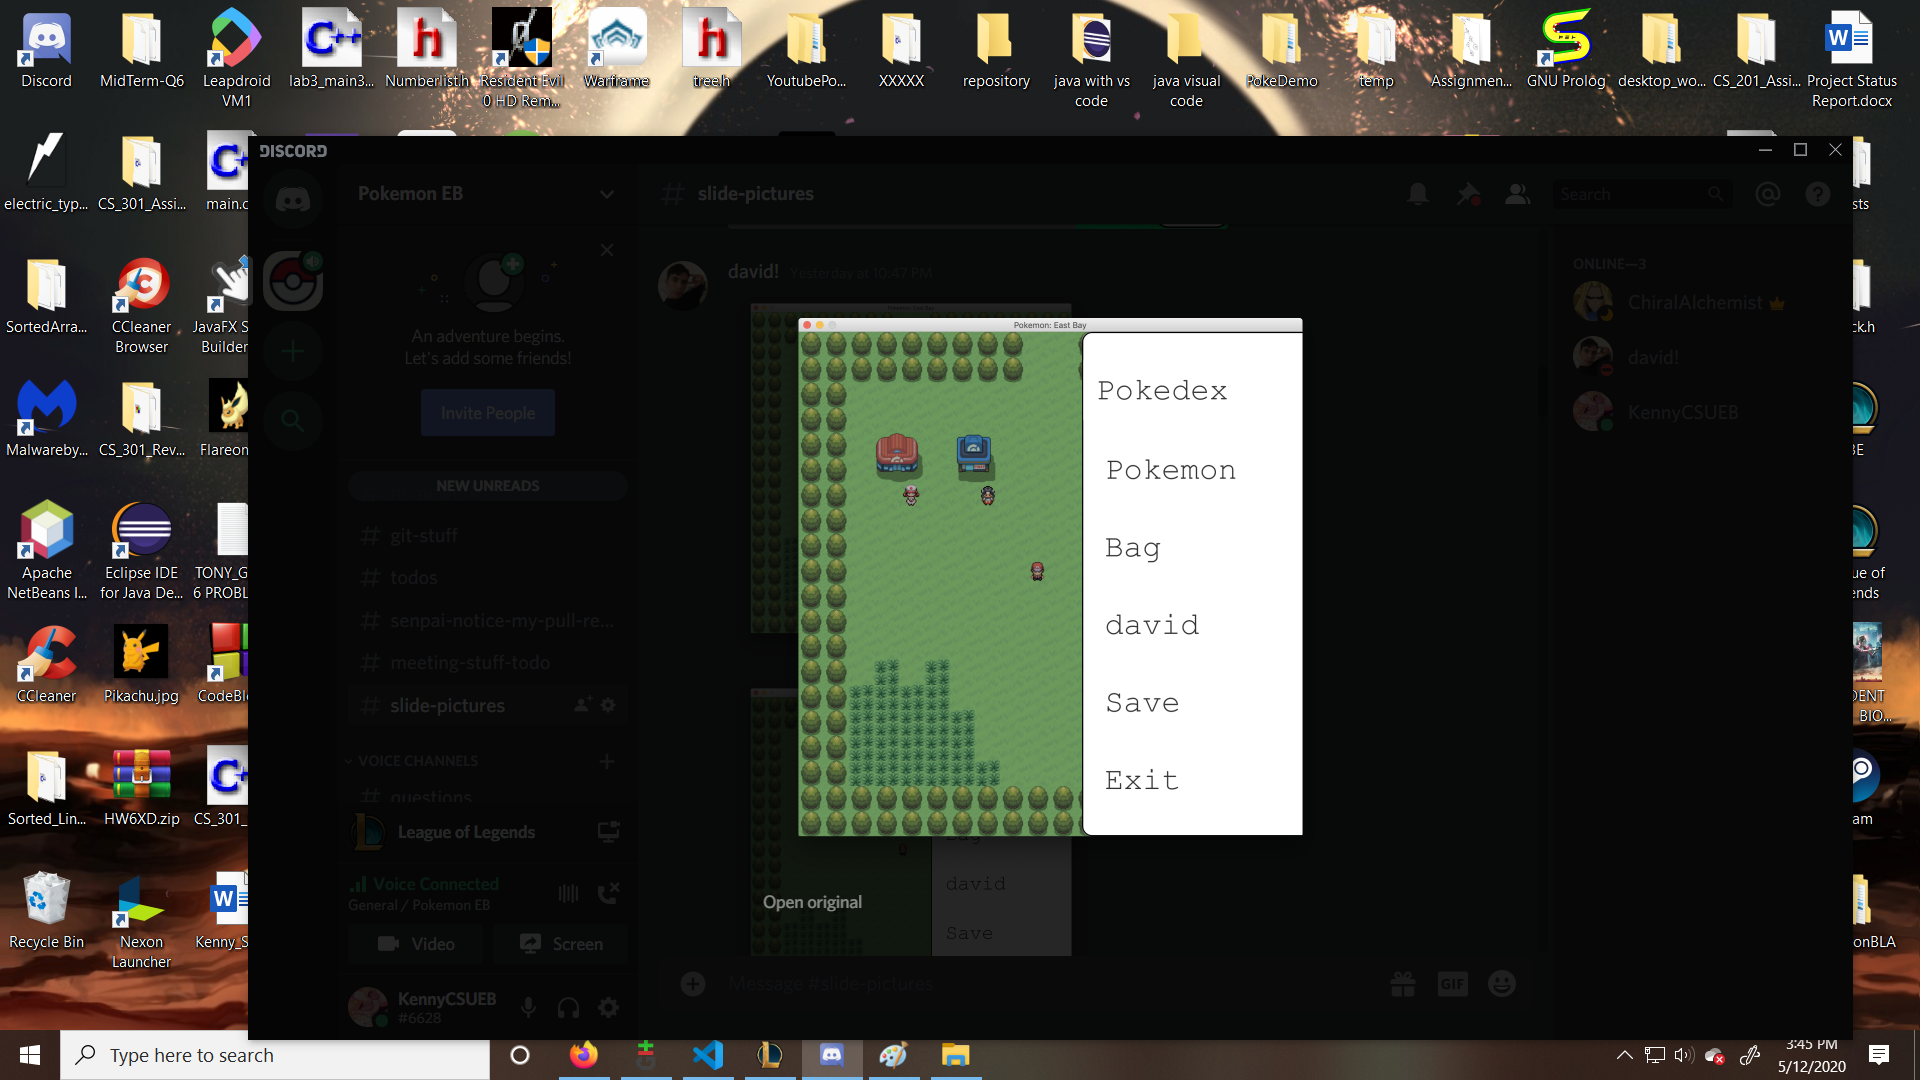 Discord
MidTerm-Q6
Leapdroid
VM1
lab3_main3...
Numberlist.h
Resident Evil
0 HD Rem...
Warframe
tree.h
YoutubePo...
XXXXX
repository
java with vs
code
java visual
code
PokeDemo
temp
Assignmen...
GNU Prolog
desktop_wo...
CS_201_Assi...
Project Status
Report.docx
electric_typ...
CS_301_Assi...
main.c
SortedArra...
CCleaner
Browser
JavaFX S
Builder
Malwareby...
CS_301_Rev...
Flareon
Apache
NetBeans I...
Eclipse IDE
for Java De...
TONY_G
6 PROBL
CCleaner
Pikachu.jpg
CodeBl
Sorted_Lin...
HW6XD.zip
CS_301_
Recycle Bin
Nexon
Launcher
Kenny_S
DISCORD
Pokemon EB
An adventure begins.
Let's add some friends!
Invite People
NEW UNREADS
git-stuff
todos
senpai-notice-my-pull-re...
meeting-stuff-todo
slide-pictures
VOICE CHANNELS
questions
League of Legends
Voice Connected
General / Pokemon EB
Video
Screen
KennyCSUEB
#6628
# slide-pictures
Search
david! Yesterday at 10:47 PM
Pokemon: East Bay
Pokedex
Pokemon
Bag
david
Save
Exit
Bag
david
Save
Open original
Message #slide-pictures
GIF
ONLINE—3
ChiralAlchemist
david!
KennyCSUEB
sts
ck.h
BE
ue of
ends
DENT
BIO...
am
onBLA
Type here to search
3:45 PM
5/12/2020